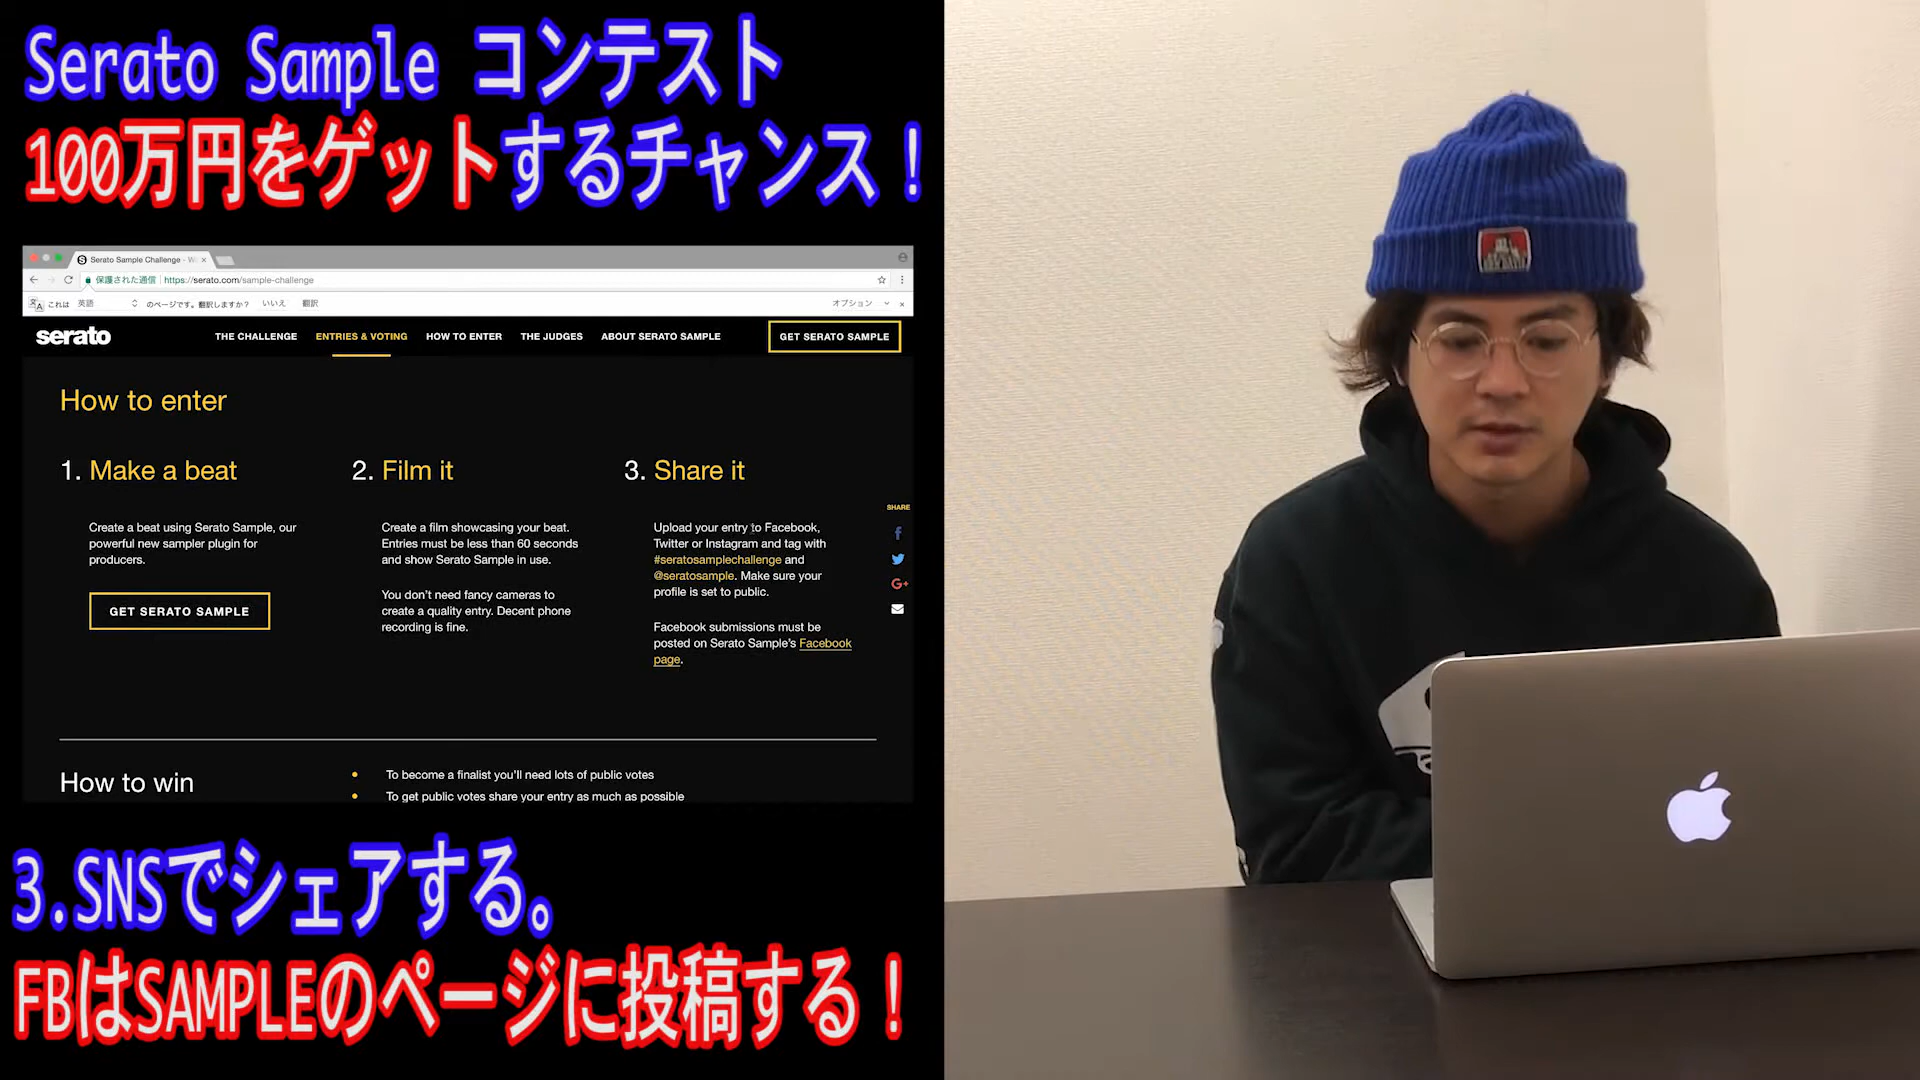 Serato Sample コンテスト
100万円をゲットするチャンス！
Serato Sample Challenge - W
保護された通信 https://serato.com/sample-challenge
これは 英語 のページです。翻訳しますか？ いいえ 翻訳 オプション
serato THE CHALLENGE ENTRIES & VOTING HOW TO ENTER THE JUDGES ABOUT SERATO SAMPLE GET SERATO SAMPLE
How to enter
1. Make a beat
Create a beat using Serato Sample, our
powerful new sampler plugin for
producers.
GET SERATO SAMPLE
2. Film it
Create a film showcasing your beat.
Entries must be less than 60 seconds
and show Serato Sample in use.
You don't need fancy cameras to
create a quality entry. Decent phone
recording is fine.
3. Share it
Upload your entry to Facebook,
Twitter or Instagram and tag with
#seratosamplechallenge and
@seratosample. Make sure your
profile is set to public.
Facebook submissions must be
posted on Serato Sample's Facebook
page.
SHARE
G+
How to win
To become a finalist you'll need lots of public votes
To get public votes share your entry as much as possible
3.SNSでシェアする。
FBはSAMPLEのページに投稿する！